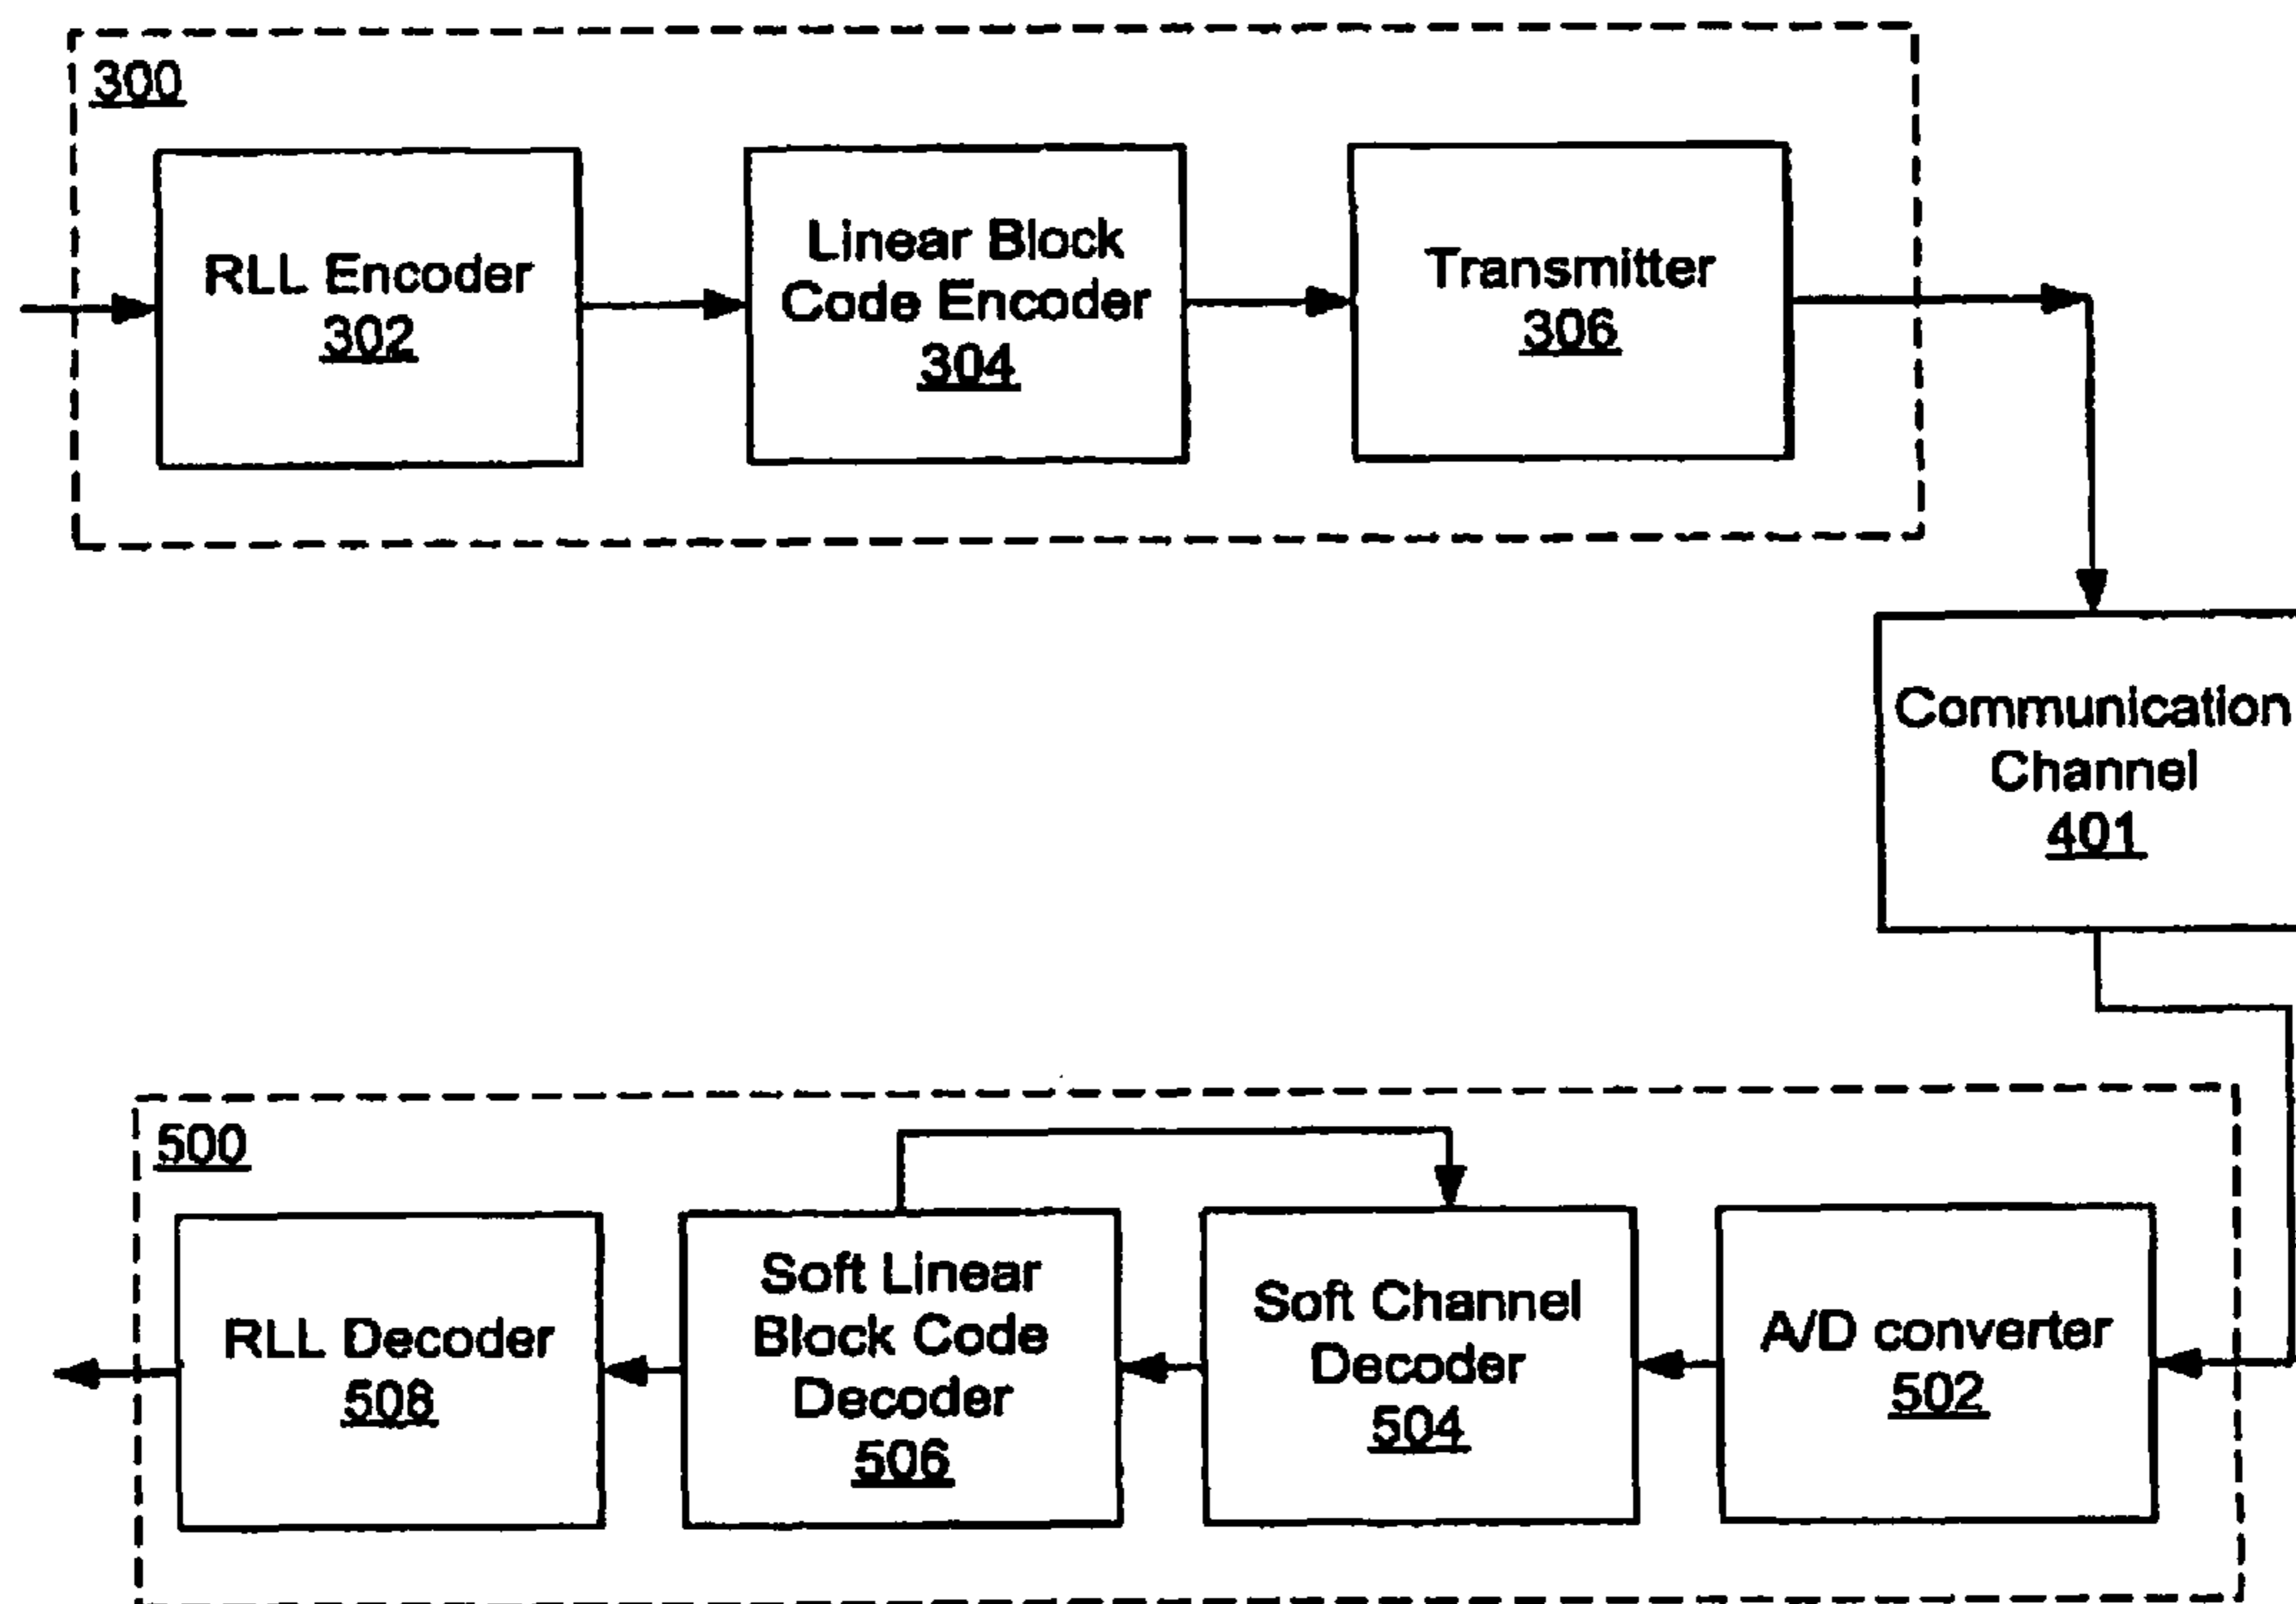 300
RLL Encoder
302
Linear Block
Code Encoder
304
Transmitter
306
Communication
Channel
401
500
RLL Decoder
508
Soft Linear
Block Code
Decoder
506
Soft Channel
Decoder
504
A/D converter
502